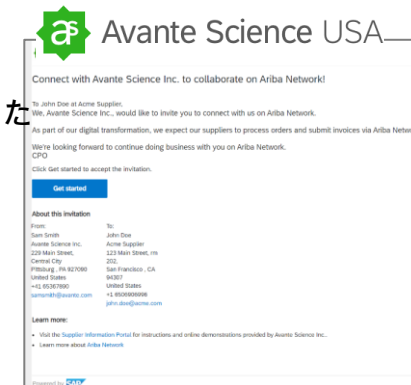 as Avante Science USA
Connect with Avante Science Inc. to collaborate on Ariba Network!
た
To John Doe at Acme Supplier,
We, Avante Science Inc., would like to invite you to connect with us on Ariba Network.
As part of our digital transformation, we expect our suppliers to process orders and submit invoices via Ariba Networ
We're looking forward to continue doing business with you on Ariba Network.
CPO
Click Get started to accept the invitation.
Get started
About this invitation
From: To:
Sam Smith John Doe
Avante Science Inc. Acme Supplier
229 Main Street, 123 Main Street, rm
Central City 202,
Pittsburg , PA 927090 San Francisco , CA
United States 94307
+41 65367890 United States
samsmith@avante.com +1 6506906998
john.doe@acme.com
Learn more:
• Visit the Supplier Information Portal for instructions and online demonstrations provided by Avante Science Inc..
• Learn more about Ariba Network
Powered by SAP